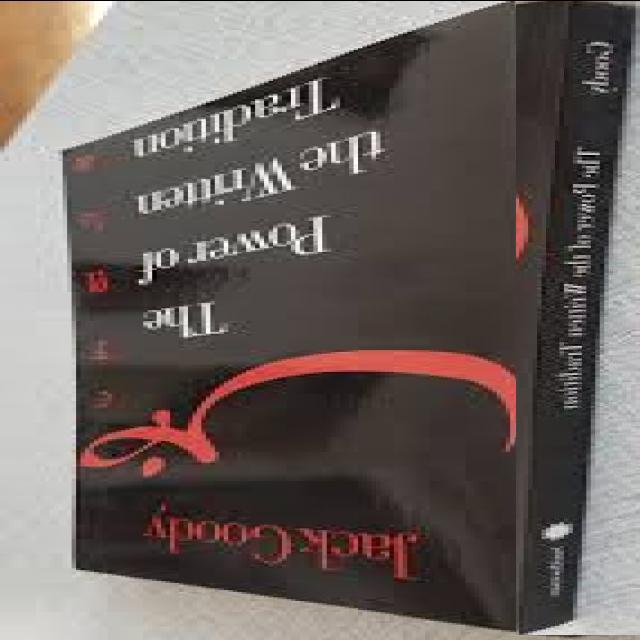 Jack Goody
The
Power of
the Written
Tradition
Goody
The Power of the Written Tradition